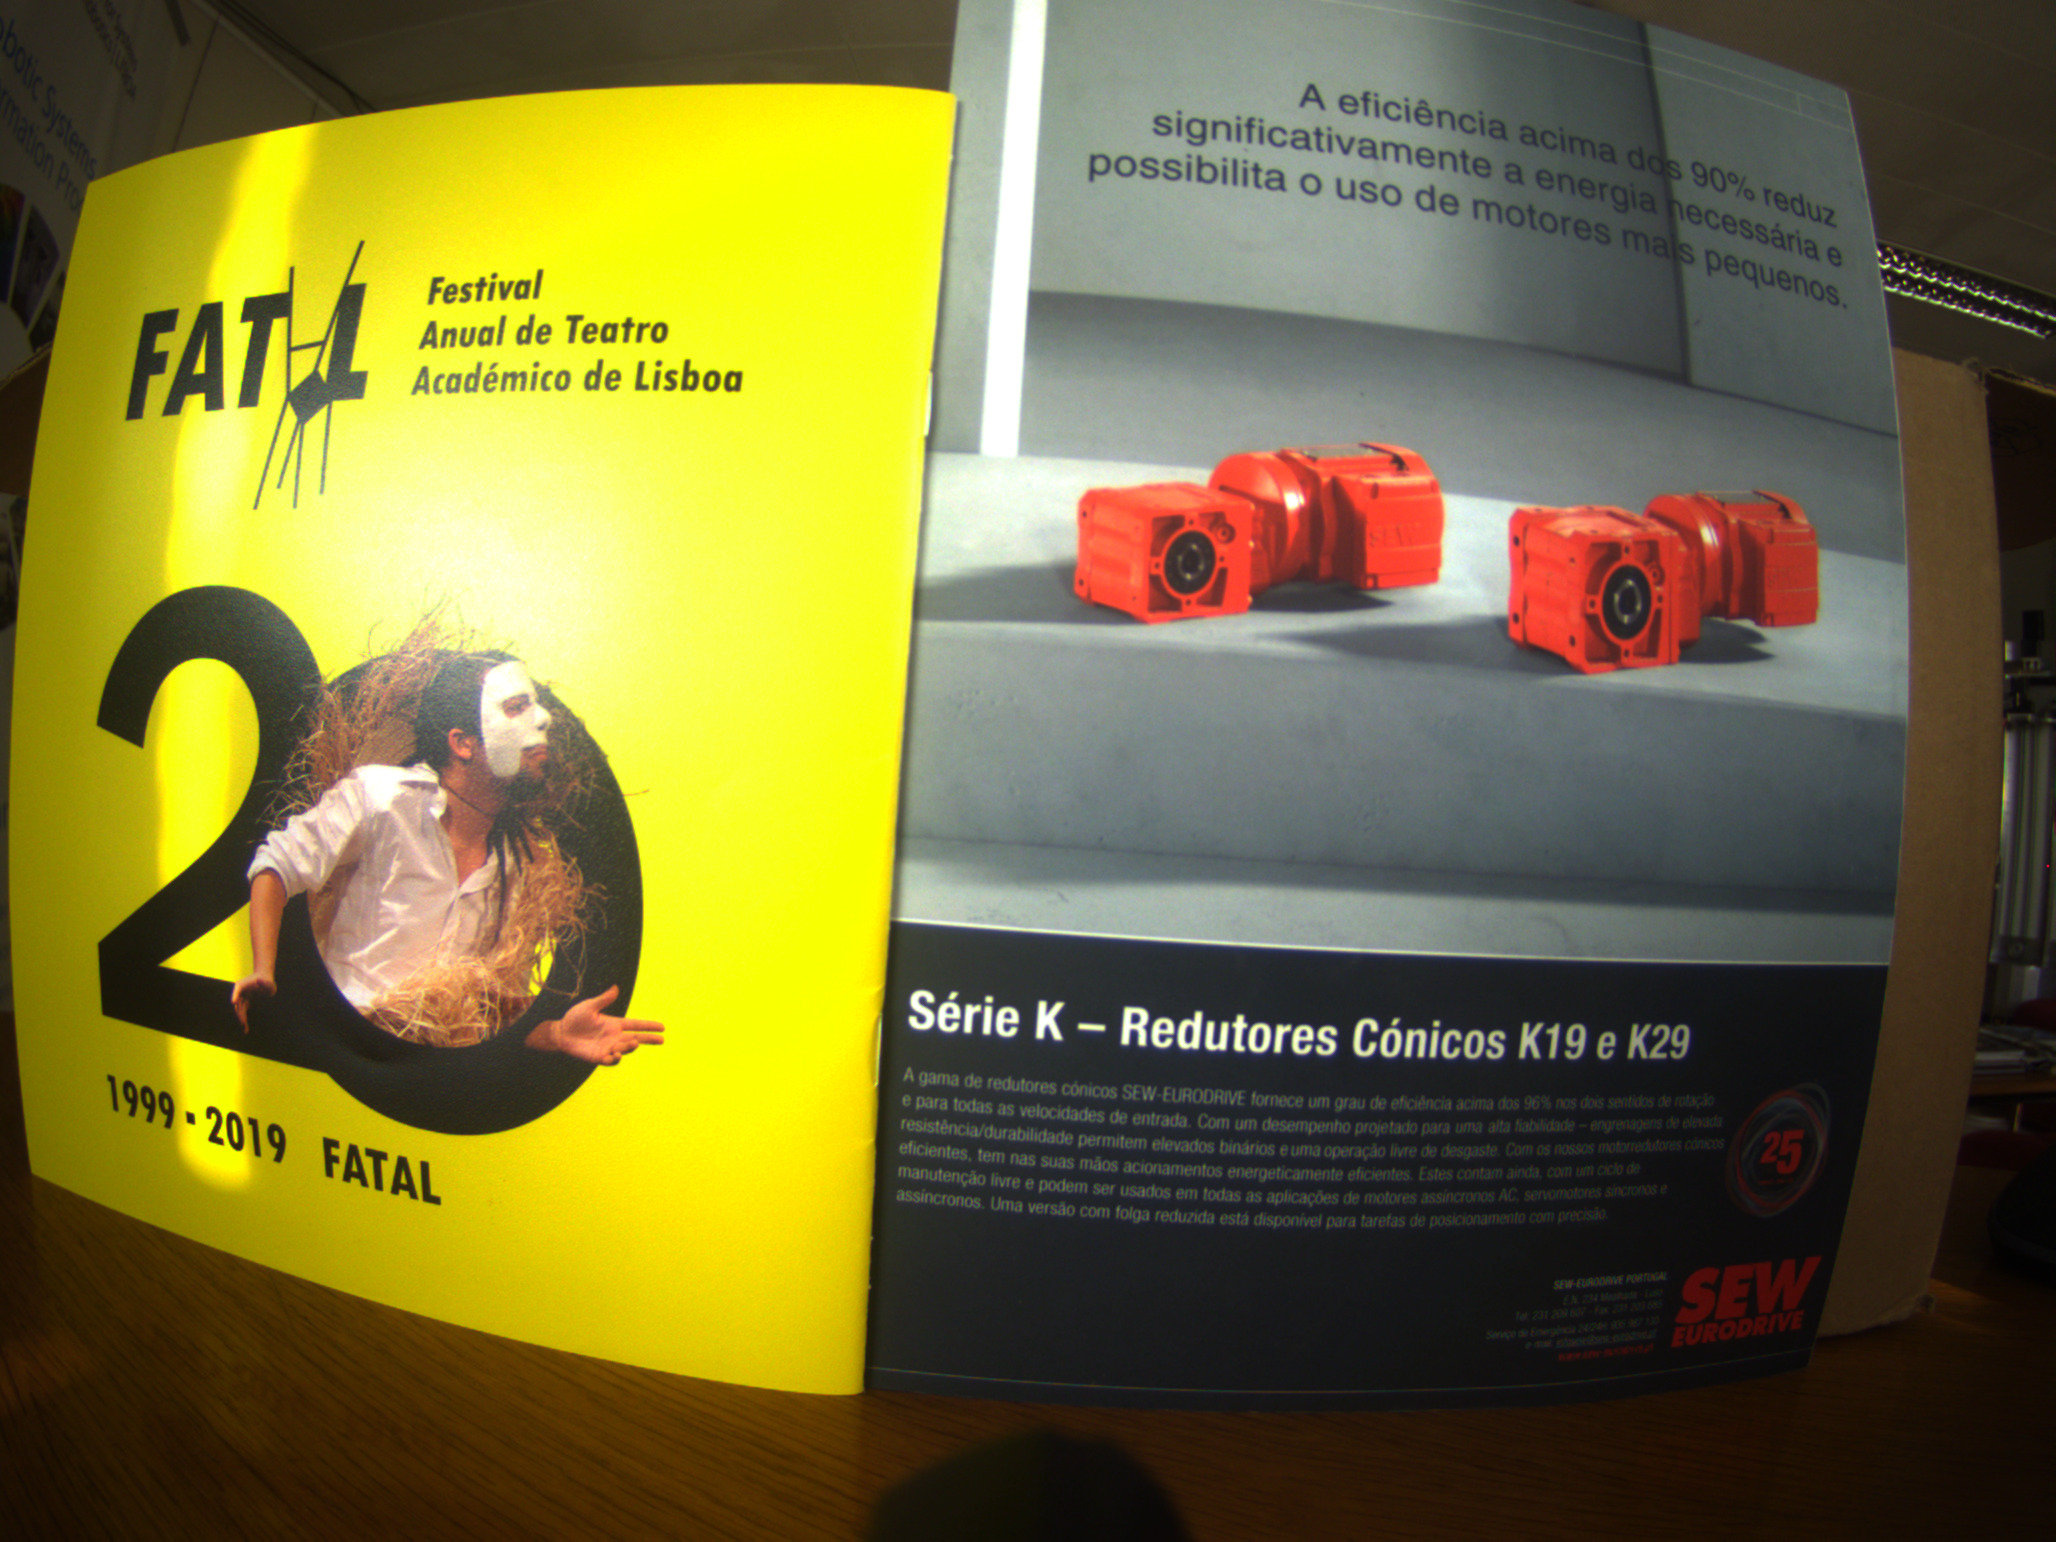 Robotic Systems
FATAL
Festival
Anual de Teatro
Académico de Lisboa
20
1999 - 2019 FATAL
A eficiência acima dos 90% reduz
significativamente a energia necessária e
possibilita o uso de motores mais pequenos.
SEW
Série K – Redutores Cónicos K19 e K29
A gama de redutores cónicos SEW-EURODRIVE fornece um grau de eficiência acima dos 96% nos dois sentidos de rotação
e para todas as velocidades de entrada. Com um desempenho projetado para uma alta fiabilidade – engrenagens de elevada
resistência/durabilidade permitem elevados binários e uma operação livre de desgaste. Com os nossos motorredutores cónicos
eficientes, tem nas suas mãos acionamentos energeticamente eficientes. Estes contam ainda, com um ciclo de
manutenção livre e podem ser usados em todas as aplicações de motores assíncronos AC, servomotores síncronos e
assíncronos. Uma versão com folga reduzida está disponível para tarefas de posicionamento com precisão.
25
SEW-EURODRIVE PORTUGAL
SEW
EURODRIVE